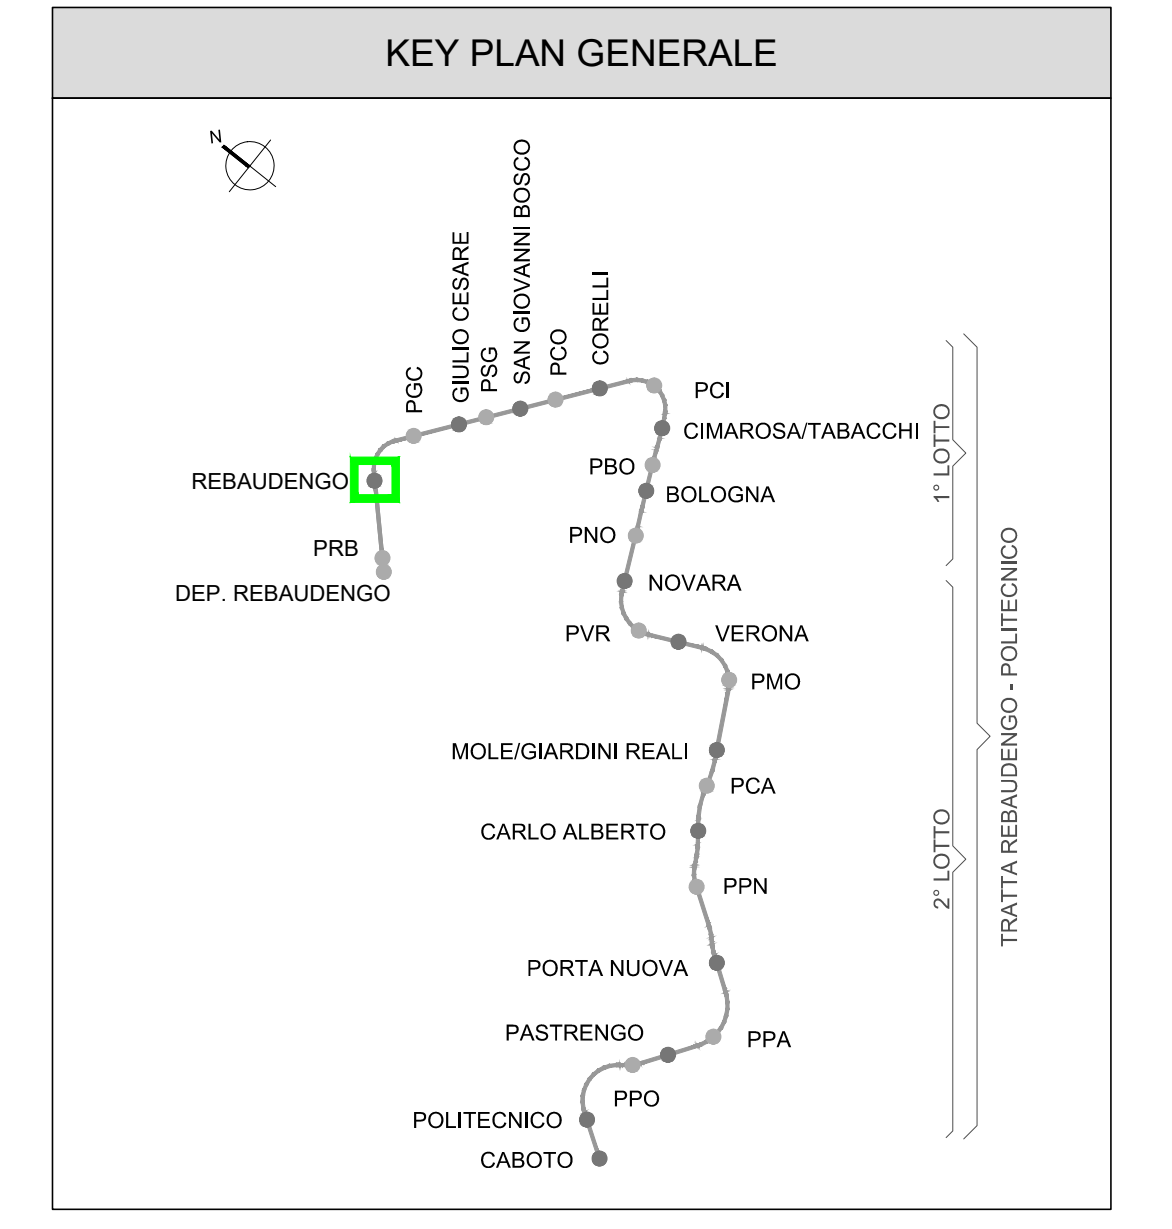 KEY PLAN GENERALE
N
PGC
GIULIO CESARE
PSG
SAN GIOVANNI BOSCO
PCO
CORELLI
PCI
CIMAROSA/TABACCHI
REBAUDENGO
PBO
BOLOGNA
PRB
PNO
DEP. REBAUDENGO
NOVARA
PVR
VERONA
PMO
MOLE/GIARDINI REALI
PCA
CARLO ALBERTO
PPN
PORTA NUOVA
PASTRENGO
PPA
PPO
POLITECNICO
CABOTO
1° LOTTO
2° LOTTO
TRATTA REBAUDENGO - POLITECNICO